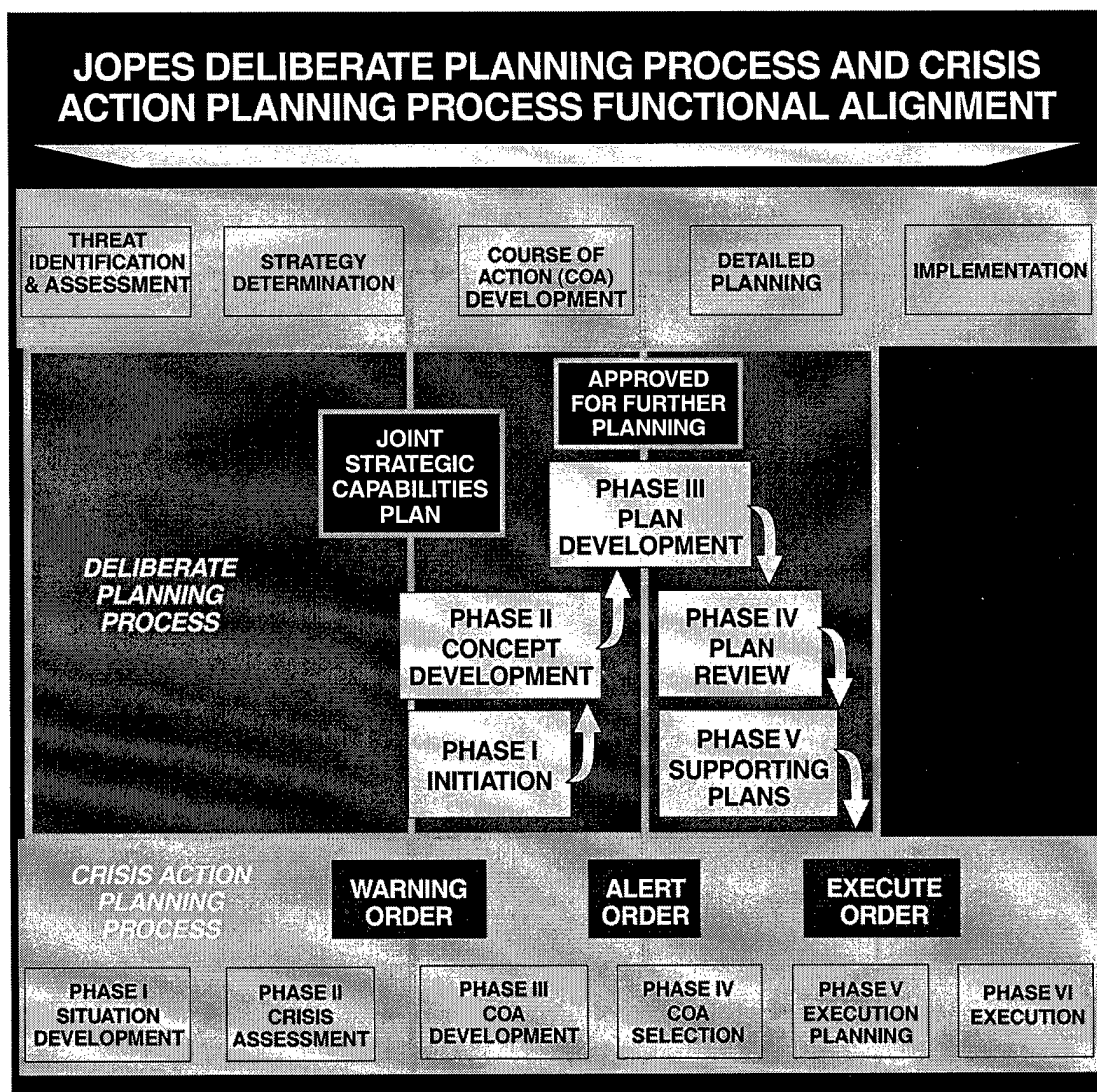 JOPES DELIBERATE PLANNING PROCESS AND CRISIS
ACTION PLANNING PROCESS FUNCTIONAL ALIGNMENT
THREAT
IDENTIFICATION
& ASSESSMENT
STRATEGY
DETERMINATION
COURSE OF
ACTION (COA)
DEVELOPMENT
DETAILED
PLANNING
IMPLEMENTATION
APPROVED
FOR FURTHER
PLANNING
JOINT
STRATEGIC
CAPABILITIES
PLAN
PHASE III
PLAN
DEVELOPMENT
DELIBERATE
PLANNING
PROCESS
PHASE II
CONCEPT
DEVELOPMENT
PHASE IV
PLAN
REVIEW
PHASE I
INITIATION
PHASE V
SUPPORTING
PLANS
CRISIS ACTION
PLANNING
PROCESS
WARNING
ORDER
ALERT
ORDER
EXECUTE
ORDER
PHASE I
SITUATION
DEVELOPMENT
PHASE II
CRISIS
ASSESSMENT
PHASE III
COA
DEVELOPMENT
PHASE IV
COA
SELECTION
PHASE V
EXECUTION
PLANNING
PHASE VI
EXECUTION